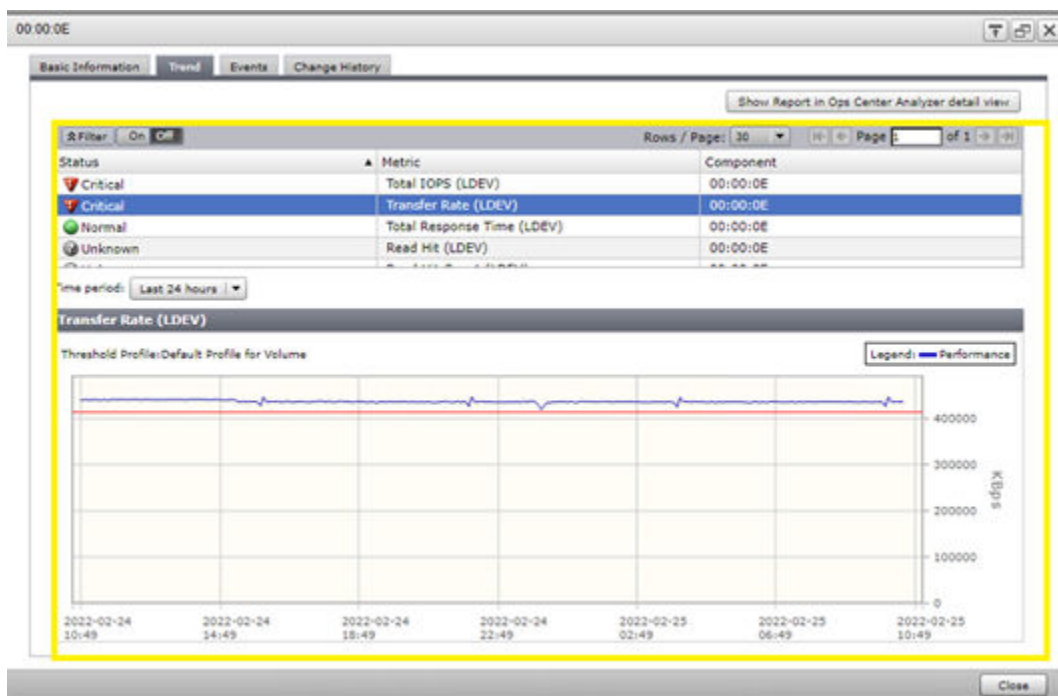 00:00:0E
Basic Information Trend Events Change History
Show Report in Ops Center Analyzer detail view
Filter On Off Rows / Page: 30 Page 1 of 1
Status Metric Component
Critical Total IOPS (LDEV) 00:00:0E
Critical Transfer Rate (LDEV) 00:00:0E
Normal Total Response Time (LDEV) 00:00:0E
Unknown Read Hit (LDEV) 00:00:0E
Time period: Last 24 hours
Transfer Rate (LDEV)
Threshold Profile:Default Profile for Volume Legend: Performance
400000
300000
KBps
200000
100000
0
2022-02-24 2022-02-24 2022-02-24 2022-02-24 2022-02-25 2022-02-25 2022-02-25
10:49 14:49 18:49 22:49 02:49 06:49 10:49
Close